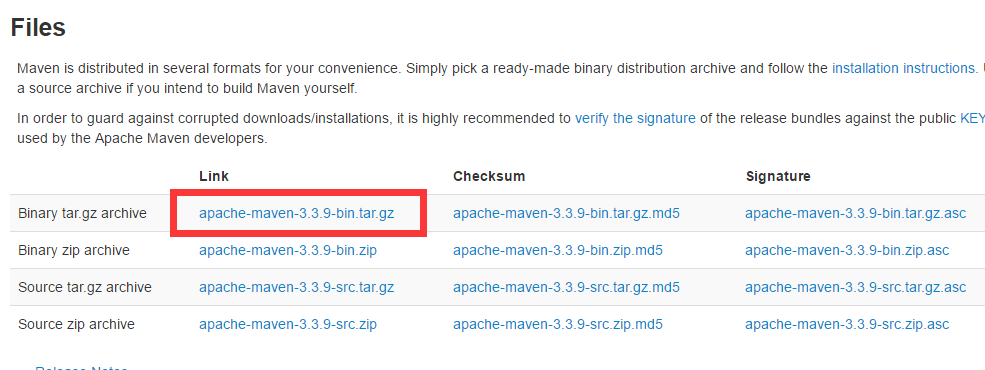 Files
Maven is distributed in several formats for your convenience. Simply pick a ready-made binary distribution archive and follow the installation instructions.
a source archive if you intend to build Maven yourself.
In order to guard against corrupted downloads/installations, it is highly recommended to verify the signature of the release bundles against the public KEY
used by the Apache Maven developers.
Link Checksum Signature
Binary tar.gz archive apache-maven-3.3.9-bin.tar.gz apache-maven-3.3.9-bin.tar.gz.md5 apache-maven-3.3.9-bin.tar.gz.asc
Binary zip archive apache-maven-3.3.9-bin.zip apache-maven-3.3.9-bin.zip.md5 apache-maven-3.3.9-bin.zip.asc
Source tar.gz archive apache-maven-3.3.9-src.tar.gz apache-maven-3.3.9-src.tar.gz.md5 apache-maven-3.3.9-src.tar.gz.asc
Source zip archive apache-maven-3.3.9-src.zip apache-maven-3.3.9-src.zip.md5 apache-maven-3.3.9-src.zip.asc
Release Notes